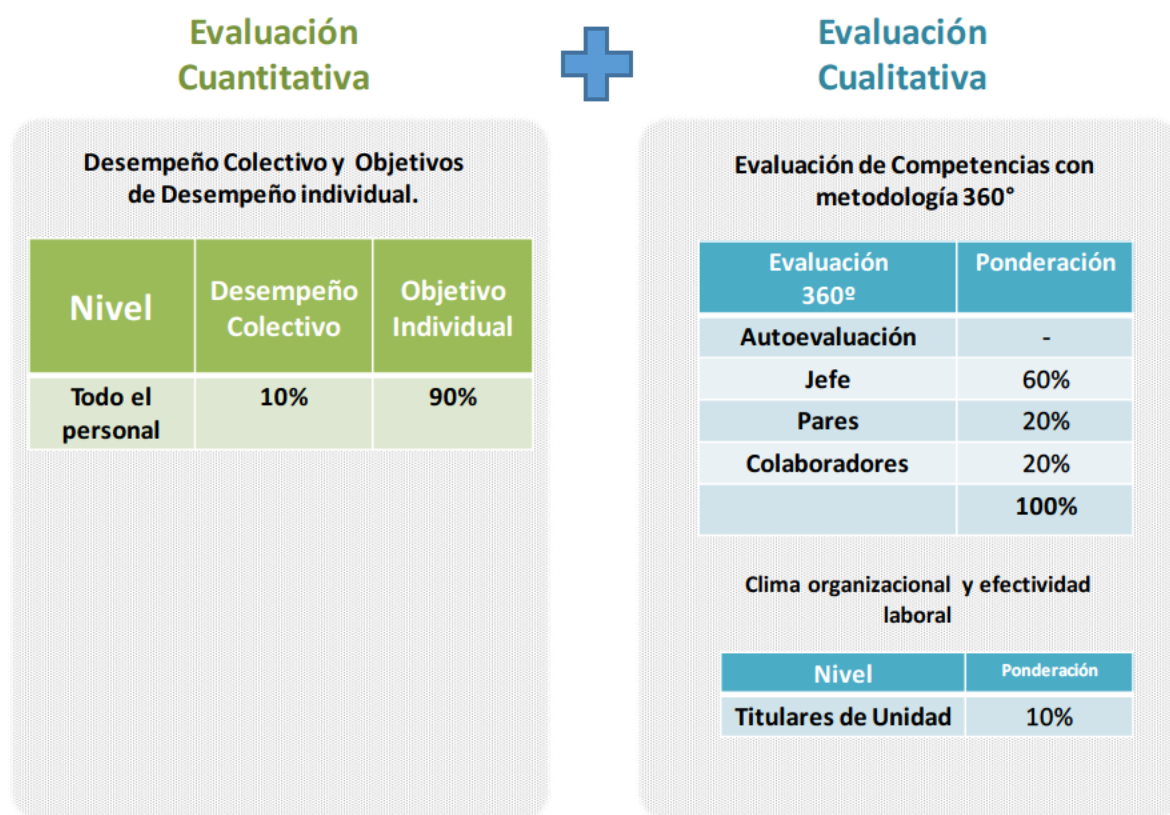 Evaluación
Cuantitativa
Evaluación
Cualitativa
Desempeño Colectivo y Objetivos
de Desempeño individual.
Nivel
Desempeño
Colectivo
Objetivo
Individual
Todo el
personal
10%
90%
Evaluación de Competencias con
metodología 360°
Evaluación
360º
Ponderación
Autoevaluación -
Jefe 60%
Pares 20%
Colaboradores 20%
100%
Clima organizacional y efectividad
laboral
Nivel Ponderación
Titulares de Unidad 10%